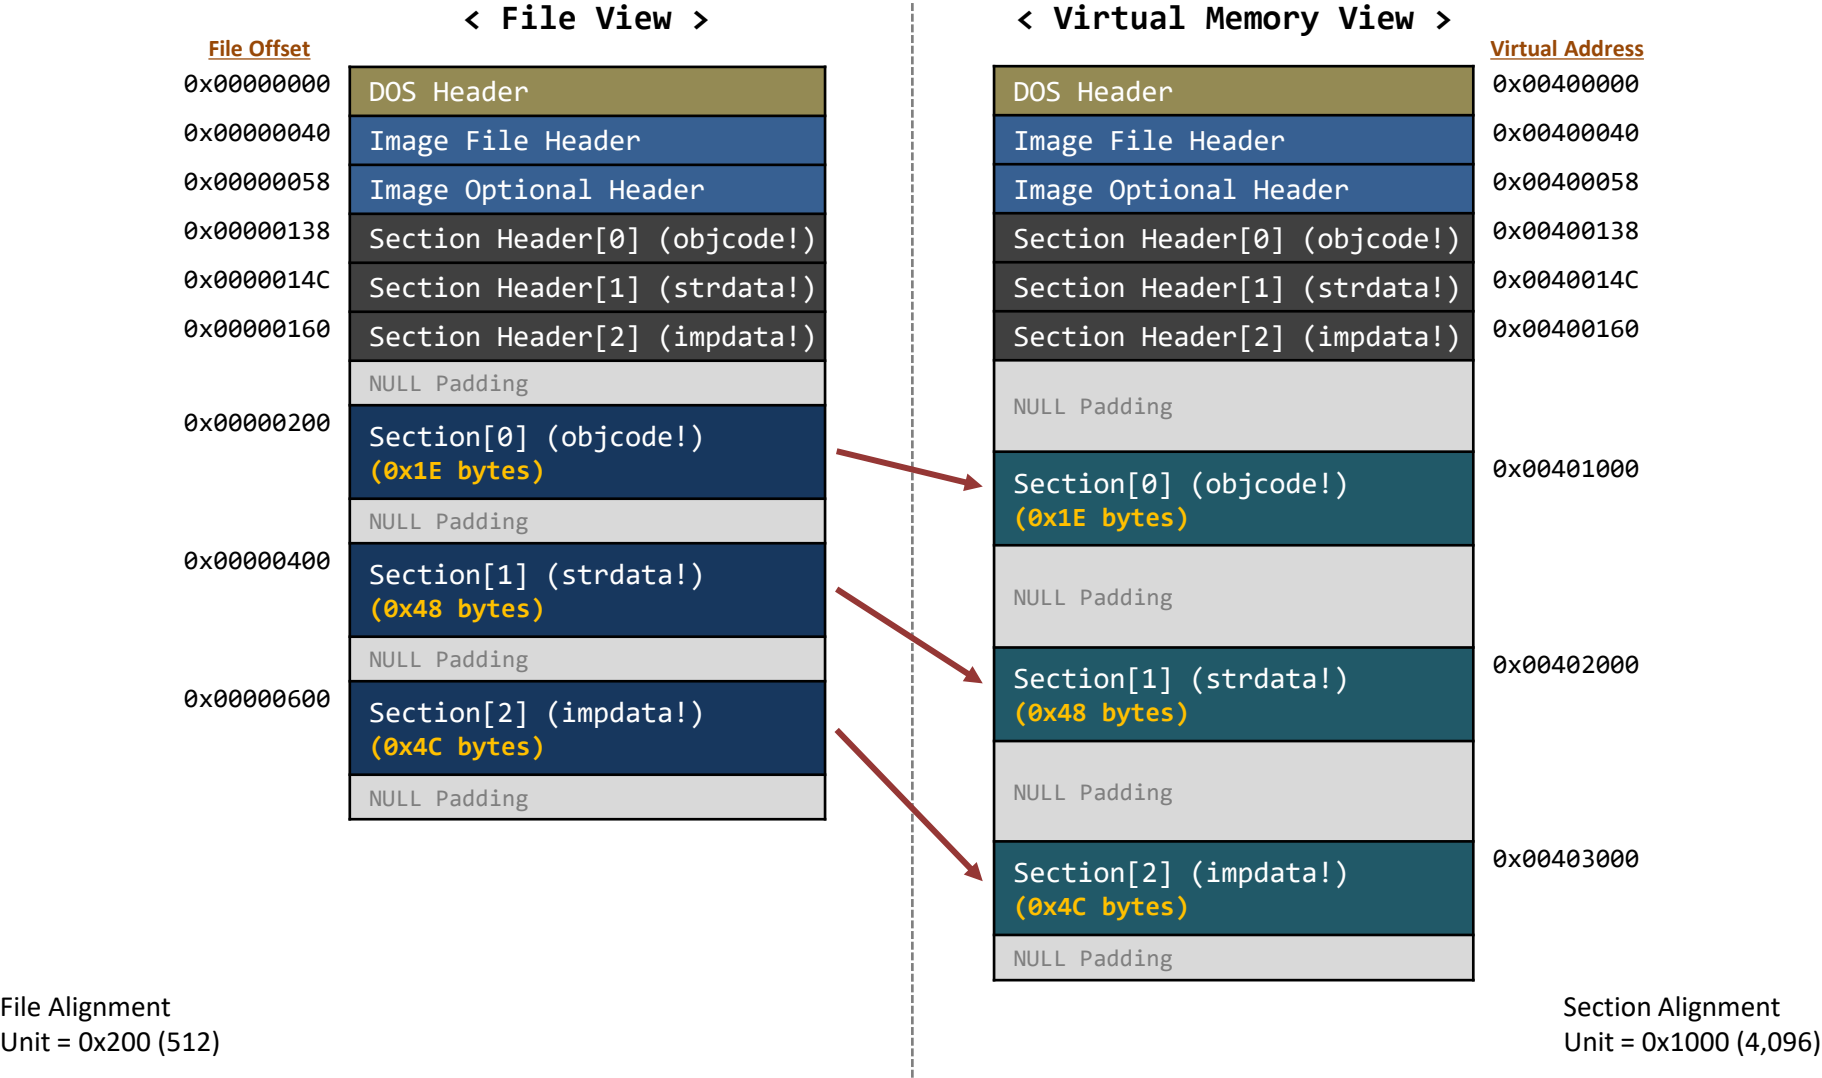 < File View >
File Offset
0x00000000
DOS Header
0x00000040
Image File Header
0x00000058
Image Optional Header
0x00000138
Section Header[0] (objcode!)
0x0000014C
Section Header[1] (strdata!)
0x00000160
Section Header[2] (impdata!)
NULL Padding
0x00000200
Section[0] (objcode!)
(0x1E bytes)
NULL Padding
0x00000400
Section[1] (strdata!)
(0x48 bytes)
NULL Padding
0x00000600
Section[2] (impdata!)
(0x4C bytes)
NULL Padding
File Alignment
Unit = 0x200 (512)
< Virtual Memory View >
Virtual Address
DOS Header
0x00400000
Image File Header
0x00400040
Image Optional Header
0x00400058
Section Header[0] (objcode!)
0x00400138
Section Header[1] (strdata!)
0x0040014C
Section Header[2] (impdata!)
0x00400160
NULL Padding
Section[0] (objcode!)
(0x1E bytes)
0x00401000
NULL Padding
Section[1] (strdata!)
(0x48 bytes)
0x00402000
NULL Padding
Section[2] (impdata!)
(0x4C bytes)
0x00403000
NULL Padding
Section Alignment
Unit = 0x1000 (4,096)